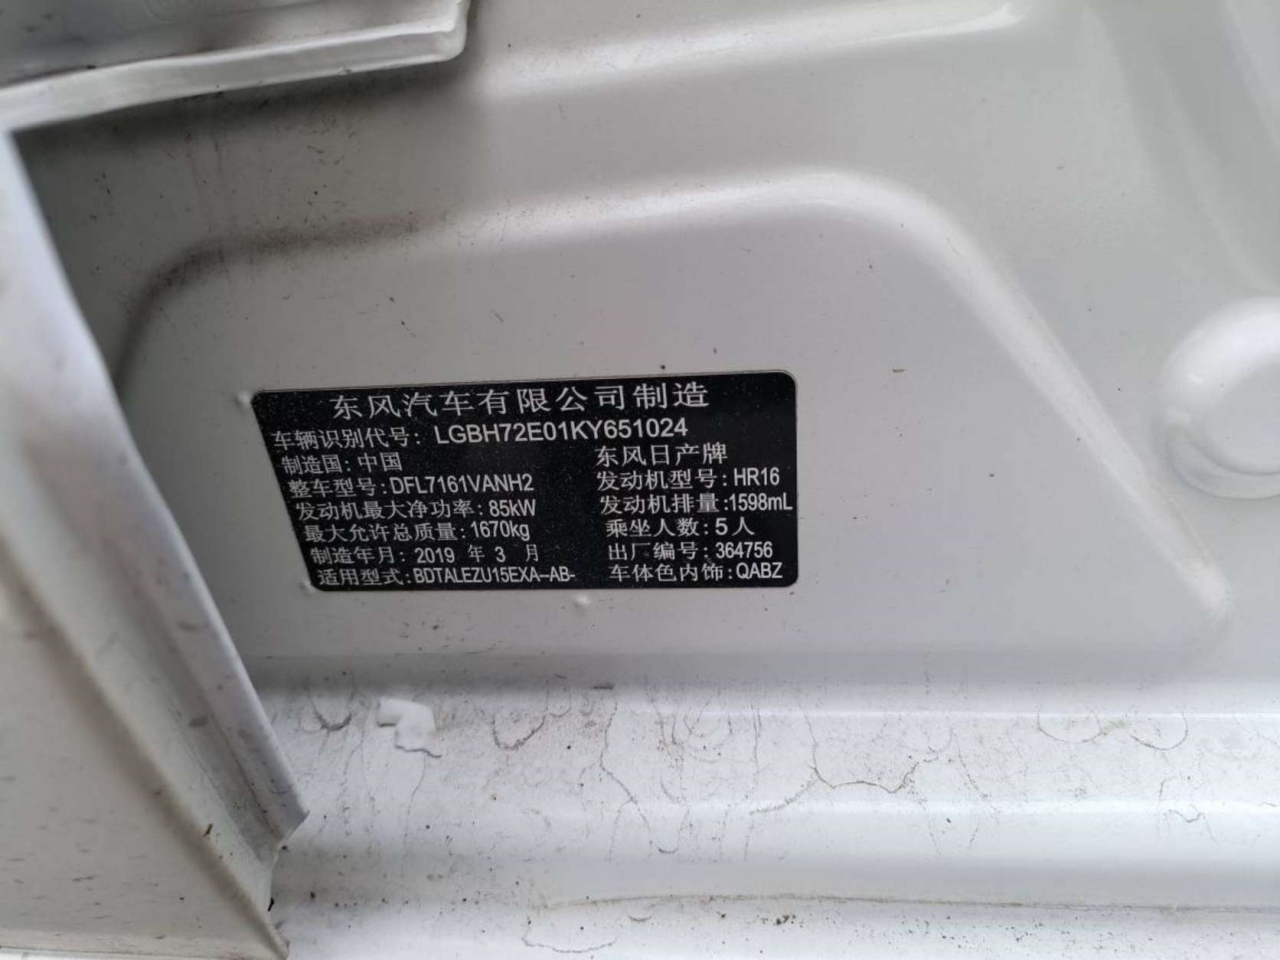 东风汽车有限公司制造
车辆识别代号: LGBH72E01KY651024
制造国:中国 东风日产牌
整车型号:DFL7161VANH2 发动机型号:HR16
发动机最大净功率:85kW 发动机排量:1598mL
最大允许总质量:1670kg 乘坐人数:5人
制造年月: 2019 年 3 月 出厂编号:364756
适用型式:BDTALEZU15EXA–AB- 车体色内饰:QABZ